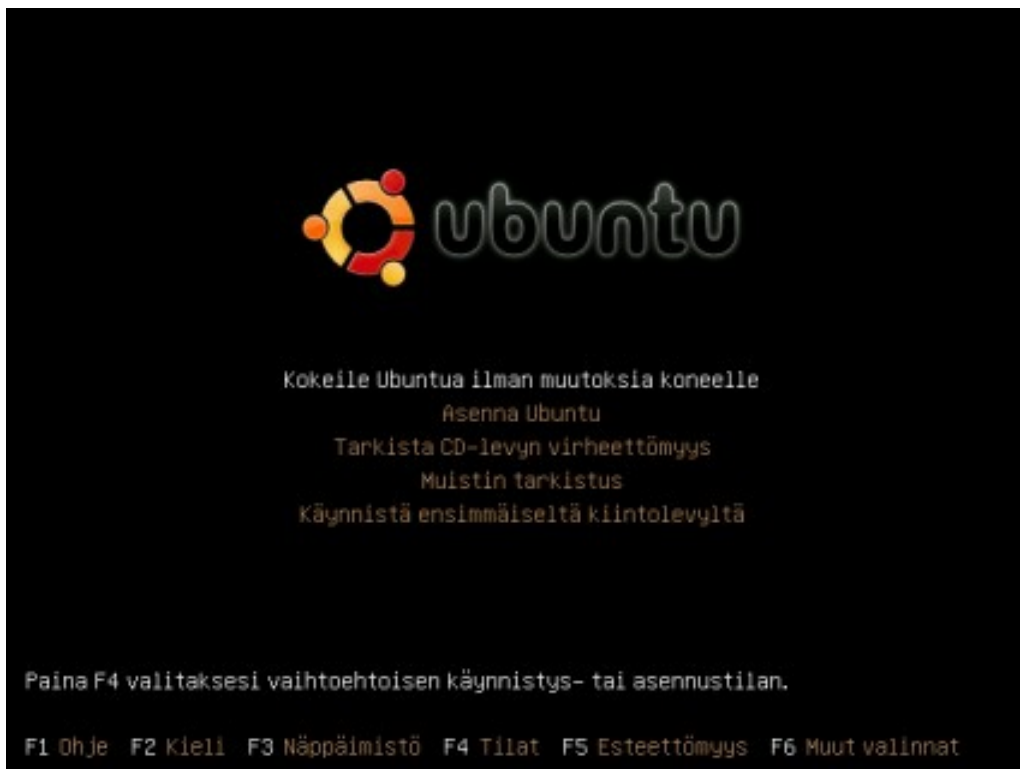 ubuntu
Kokeile Ubuntua ilman muutoksia koneelle
Asenna Ubuntu
Tarkista CD-levyn virheettömyys
Muistin tarkistus
Käynnistä ensimmäiseltä kiintolevyltä
Paina F4 valitaksesi vaihtoehtoisen käynnistys- tai asennustilan.
F1 Ohje F2 Kieli F3 Näppäimistö F4 Tilat F5 Esteettömyys F6 Muut valinnat